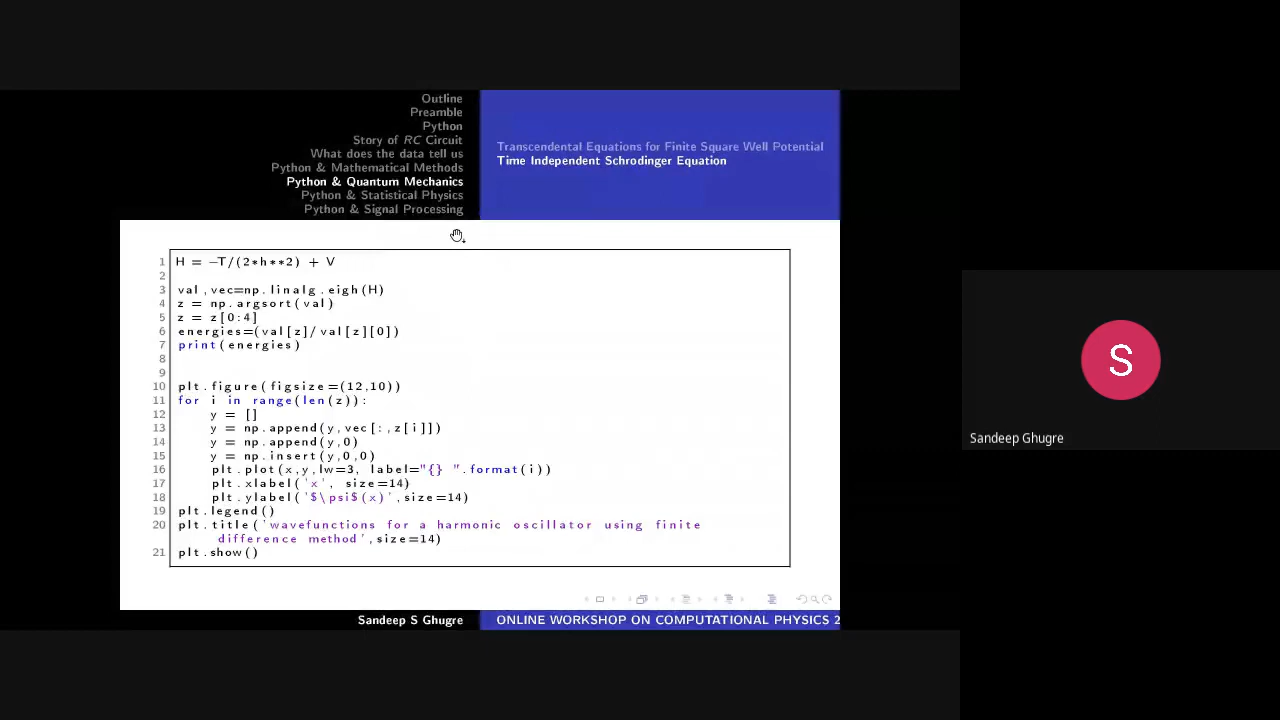 Outline
Preamble
Python
Story of RC Circuit
What does the data tell us
Python & Mathematical Methods
Python & Quantum Mechanics
Python & Statistical Physics
Python & Signal Processing
Transcendental Equations for Finite Square Well Potential
Time Independent Schrodinger Equation
1 H = -T/(2*h**2) + V
2
3 val,vec=np.linalg.eigh(H)
4 z = np.argsort(val)
5 z = z[0:4]
6 energies=(val[z]/val[z][0])
7 print(energies)
8
9
10 plt.figure(figsize=(12,10))
11 for i in range(len(z)):
12 y = []
13 y = np.append(y,vec[:,z[i]])
14 y = np.append(y,0)
15 y = np.insert(y,0,0)
16 plt.plot(x,y,lw=3, label="{} ".format(i))
17 plt.xlabel('x', size=14)
18 plt.ylabel('$\psi$(x)',size=14)
19 plt.legend()
20 plt.title('wavefunctions for a harmonic oscillator using finite
difference method',size=14)
21 plt.show()
Sandeep S Ghugre
ONLINE WORKSHOP ON COMPUTATIONAL PHYSICS 2
S
Sandeep Ghugre